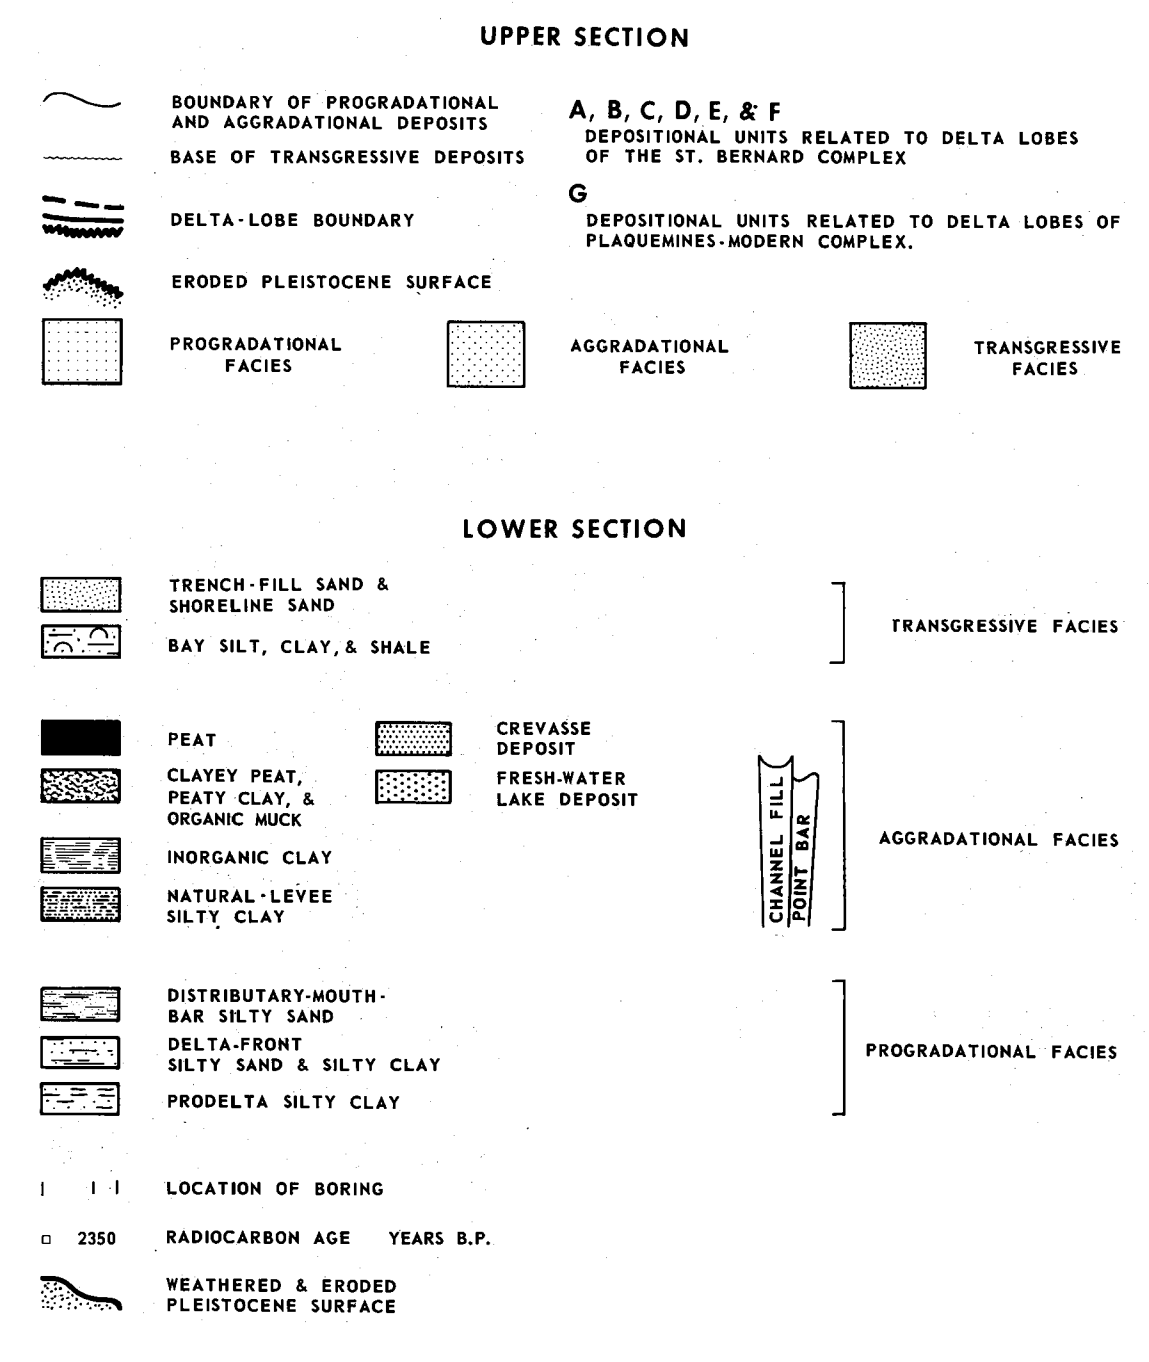 UPPER SECTION
BOUNDARY OF PROGRADATIONAL
AND AGGRADATIONAL DEPOSITS
BASE OF TRANSGRESSIVE DEPOSITS
DELTA-LOBE BOUNDARY
ERODED PLEISTOCENE SURFACE
A, B, C, D, E, & F
DEPOSITIONAL UNITS RELATED TO DELTA LOBES
OF THE ST. BERNARD COMPLEX
G
DEPOSITIONAL UNITS RELATED TO DELTA LOBES OF
PLAQUEMINES-MODERN COMPLEX.
PROGRADATIONAL
FACIES
AGGRADATIONAL
FACIES
TRANSGRESSIVE
FACIES
LOWER SECTION
TRENCH-FILL SAND &
SHORELINE SAND
BAY SILT, CLAY, & SHALE
TRANSGRESSIVE FACIES
PEAT
CLAYEY PEAT,
PEATY CLAY, &
ORGANIC MUCK
INORGANIC CLAY
NATURAL-LEVEE
SILTY CLAY
CREVASSE
DEPOSIT
FRESH-WATER
LAKE DEPOSIT
CHANNEL FILL
POINT BAR
AGGRADATIONAL FACIES
DISTRIBUTARY-MOUTH-
BAR SILTY SAND
DELTA-FRONT
SILTY SAND & SILTY CLAY
PRODELTA SILTY CLAY
PROGRADATIONAL FACIES
LOCATION OF BORING
2350 RADIOCARBON AGE YEARS B.P.
WEATHERED & ERODED
PLEISTOCENE SURFACE